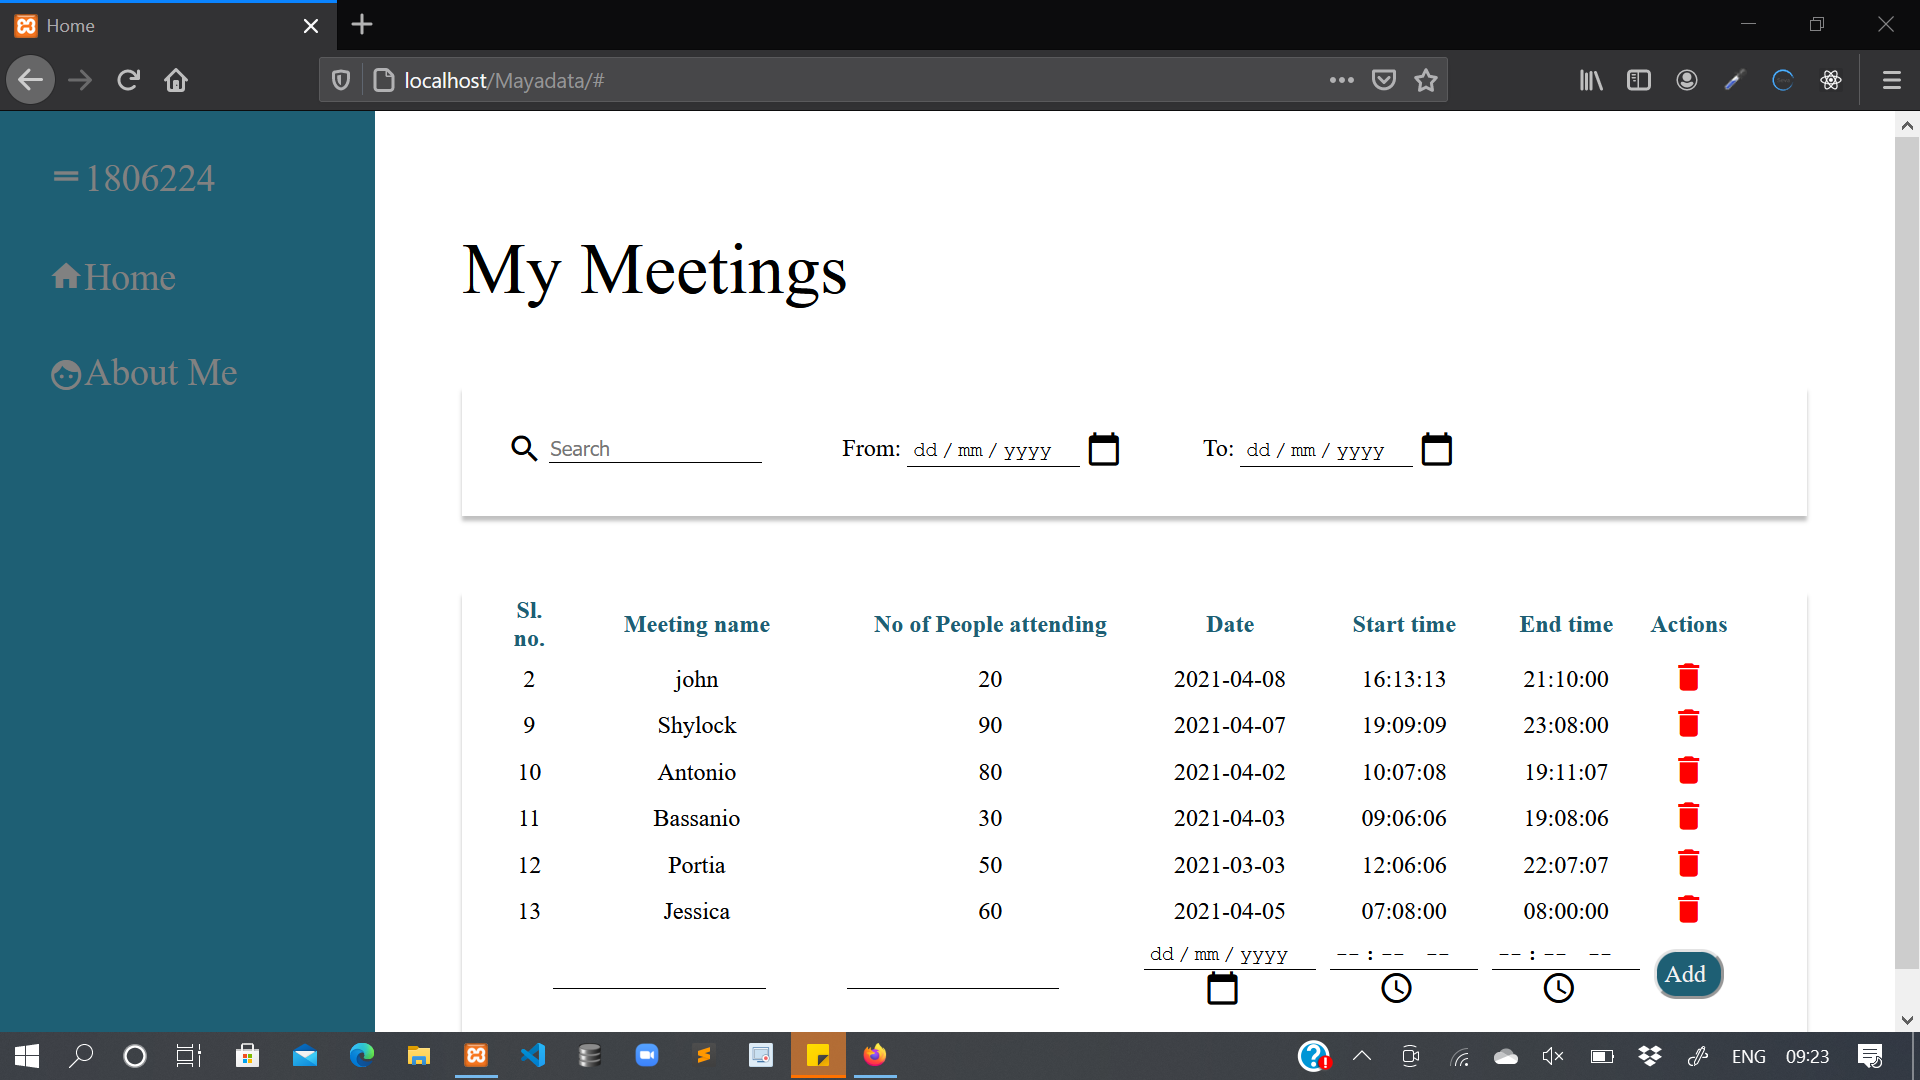 Home
localhost/Mayadata/#
1806224
Home
About Me
My Meetings
Search
From: dd / mm / yyyy
To: dd / mm / yyyy
Sl. no. Meeting name No of People attending Date Start time End time Actions
2 john 20 2021-04-08 16:13:13 21:10:00
9 Shylock 90 2021-04-07 19:09:09 23:08:00
10 Antonio 80 2021-04-02 10:07:08 19:11:07
11 Bassanio 30 2021-04-03 09:06:06 19:08:06
12 Portia 50 2021-03-03 12:06:06 22:07:07
13 Jessica 60 2021-04-05 07:08:00 08:00:00
dd / mm / yyyy -- : -- -- -- : -- -- Add
ENG 09:23